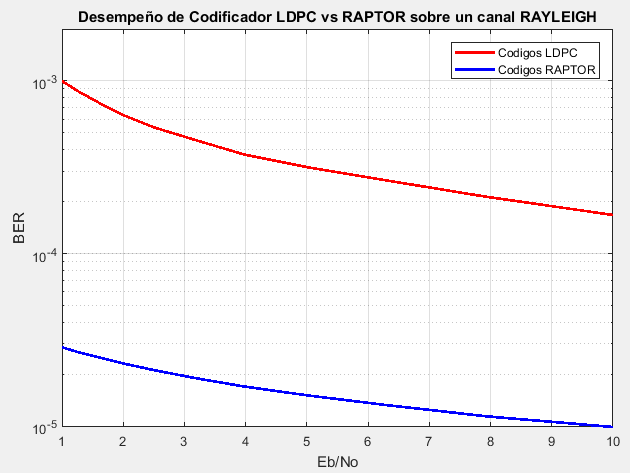 Desempeño de Codificador LDPC vs RAPTOR sobre un canal RAYLEIGH
Codigos LDPC
Codigos RAPTOR
10^-3
10^-4
10^-5
BER
1 2 3 4 5 6 7 8 9 10
Eb/No